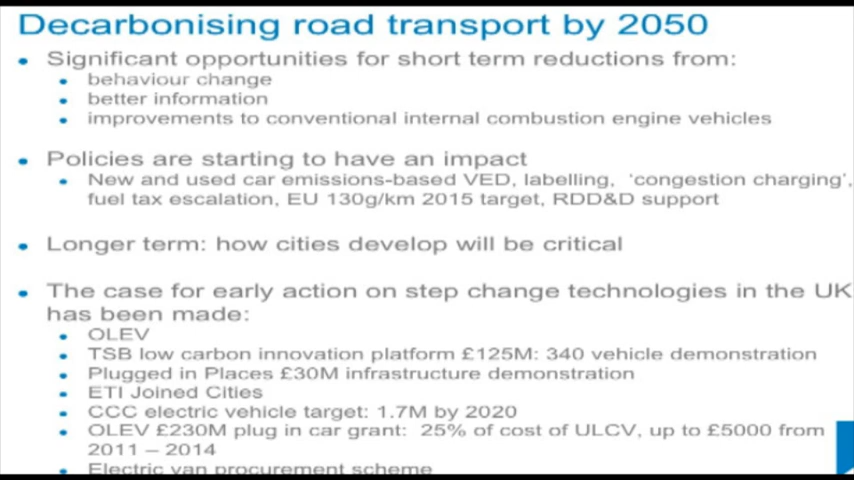 Decarbonising road transport by 2050
• Significant opportunities for short term reductions from:
• behaviour change
• better information
• improvements to conventional internal combustion engine vehicles
• Policies are starting to have an impact
• New and used car emissions-based VED, labelling, ‘congestion charging’,
fuel tax escalation, EU 130g/km 2015 target, RDD&D support
• Longer term: how cities develop will be critical
• The case for early action on step change technologies in the UK
has been made:
• OLEV
• TSB low carbon innovation platform £125M: 340 vehicle demonstration
• Plugged in Places £30M infrastructure demonstration
• ETI Joined Cities
• CCC electric vehicle target: 1.7M by 2020
• OLEV £230M plug in car grant: 25% of cost of ULCV, up to £5000 from
2011 – 2014
• Electric van procurement scheme